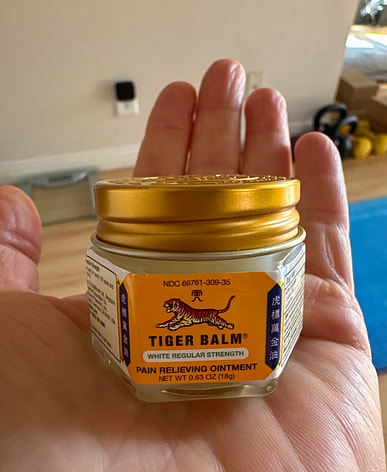 NDC 66761-309-35
虎
TIGER BALM®
WHITE REGULAR STRENGTH
PAIN RELIEVING OINTMENT
NET WT 0.63 OZ (18g)
虎標萬金油
虎標萬金油